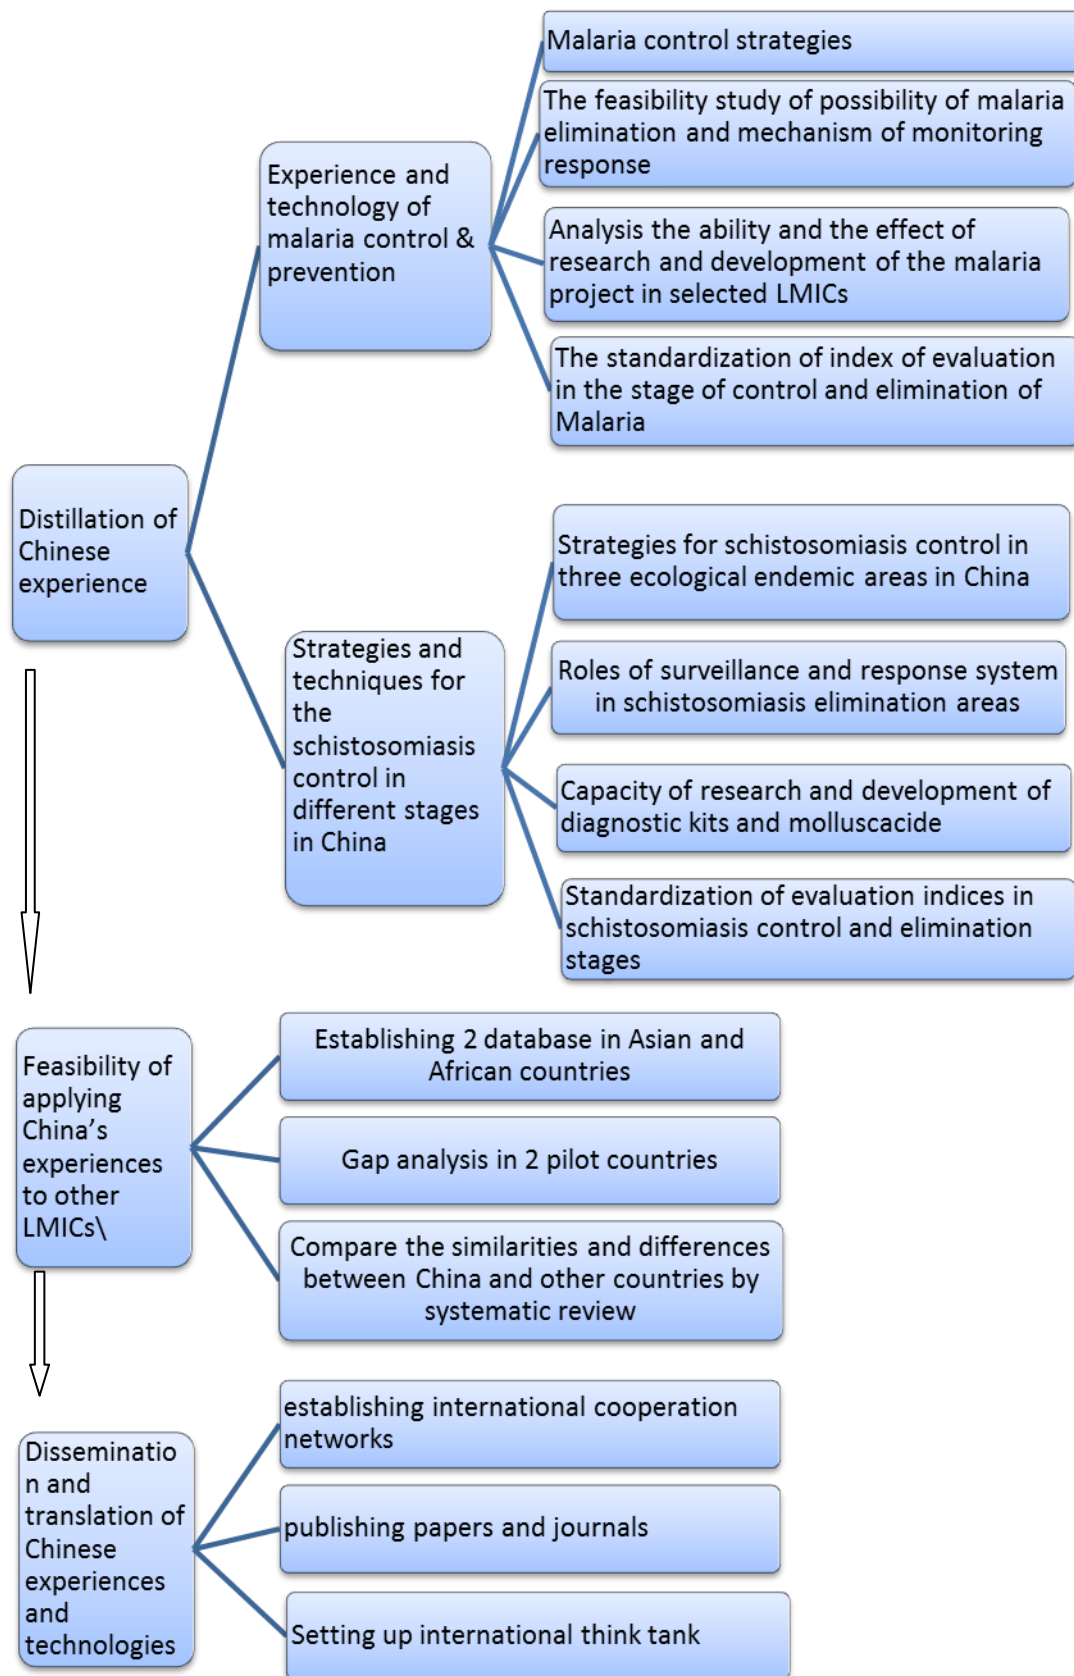 Malaria control strategies
The feasibility study of possibility of malaria
elimination and mechanism of monitoring
response
Experience and
technology of
malaria control &
prevention
Analysis the ability and the effect of
research and development of the malaria
project in selected LMICs
The standardization of index of evaluation
in the stage of control and elimination of
Malaria
Distillation of
Chinese
experience
Strategies for schistosomiasis control in
three ecological endemic areas in China
Strategies and
techniques for
the
schistosomiasis
control in
different stages
in China
Roles of surveillance and response system
in schistosomiasis elimination areas
Capacity of research and development of
diagnostic kits and molluscacide
Standardization of evaluation indices in
schistosomiasis control and elimination
stages
Feasibility of
applying
China’s
experiences
to other
LMICs\
Establishing 2 database in Asian and
African countries
Gap analysis in 2 pilot countries
Compare the similarities and differences
between China and other countries by
systematic review
Disseminatio
n and
translation of
Chinese
experiences
and
technologies
establishing international cooperation
networks
publishing papers and journals
Setting up international think tank